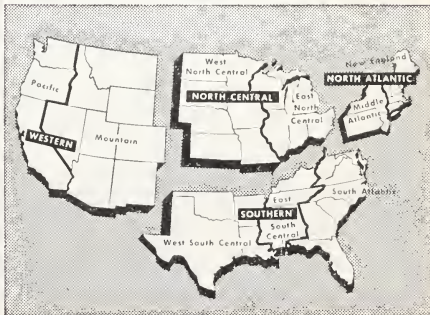 West
North Central
New England
NORTH ATLANTIC
Pacific
NORTH CENTRAL
East
North
Central
Middle
Atlantic
WESTERN
Mountain
South Atlantic
East
SOUTHERN
South
Central
West South Central